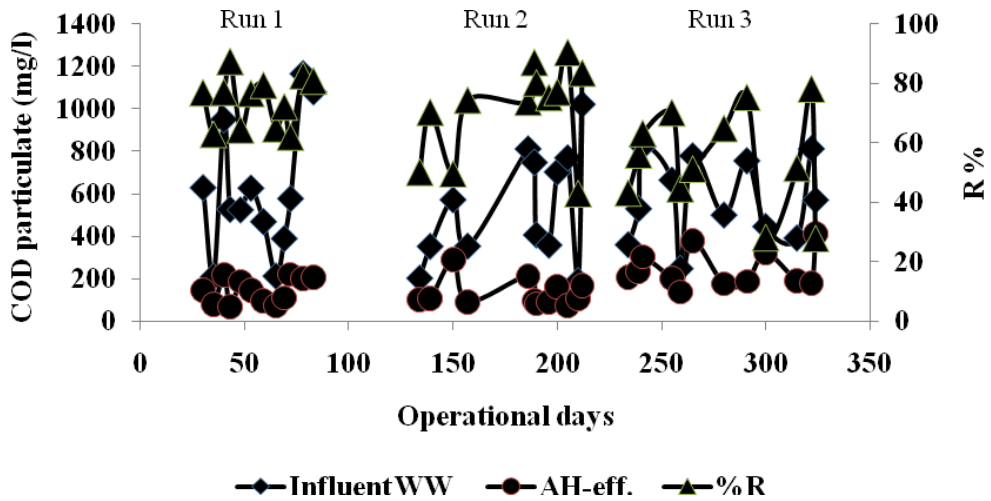 Run 1 Run 2 Run 3
COD particulate (mg/l)
1400
1200
1000
800
600
400
200
0
100
80
60
40
20
0
R %
0 50 100 150 200 250 300 350
Operational days
Influent WW AH-eff. %R